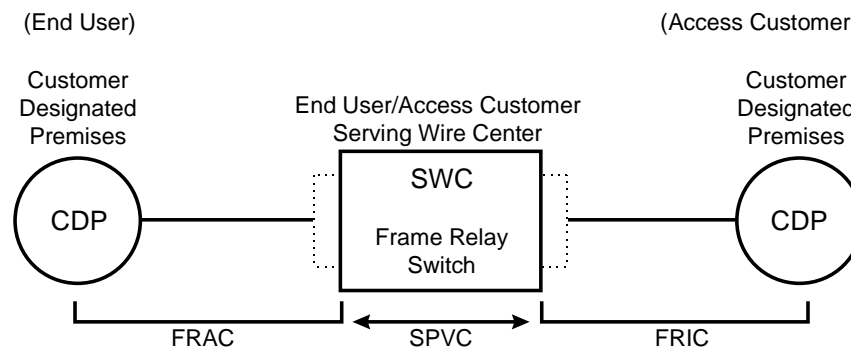 (End User)
(Access Customer
Customer
Designated
Premises
End User/Access Customer
Serving Wire Center
Customer
Designated
Premises
CDP
SWC
Frame Relay
Switch
CDP
FRAC
SPVC
FRIC